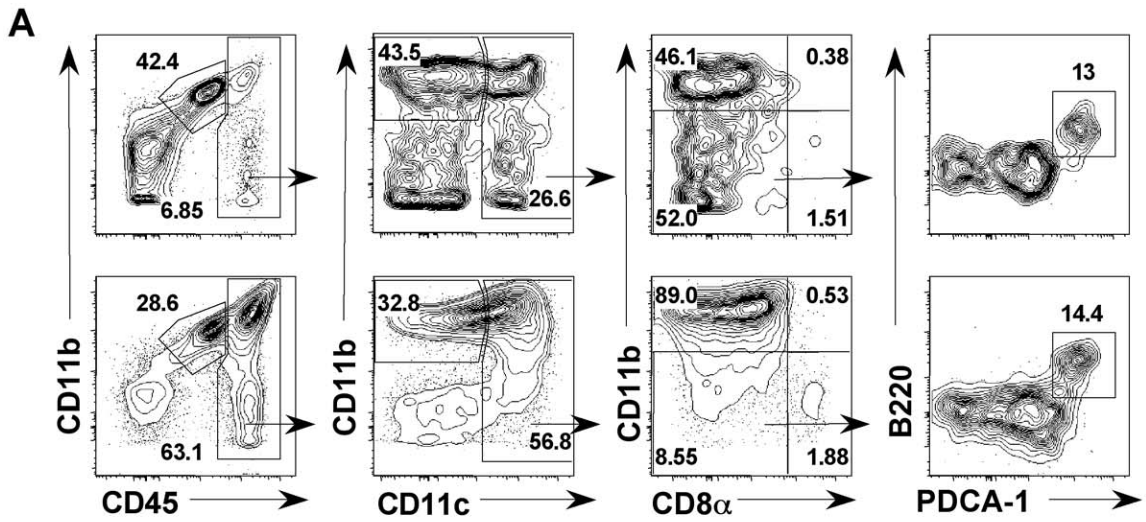 A
42.4
43.5
46.1
0.38
13
6.85
26.6
52.0
1.51
28.6
32.8
89.0
0.53
14.4
63.1
56.8
8.55
1.88
CD11b
CD11b
CD11b
B220
CD45
CD11c
CD8α
PDCA-1